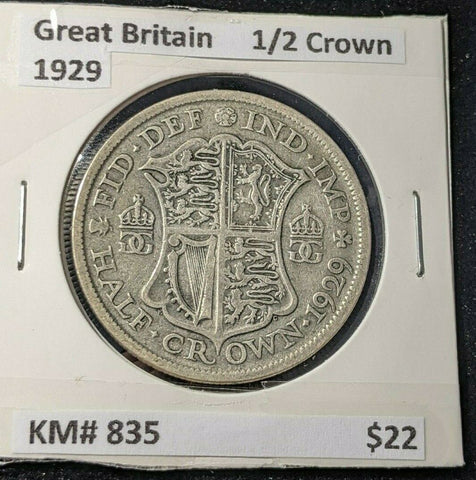 Great Britain 1/2 Crown
1929
FID·DEF IND·IMP
HALF·CROWN·1929
KM# 835 $22